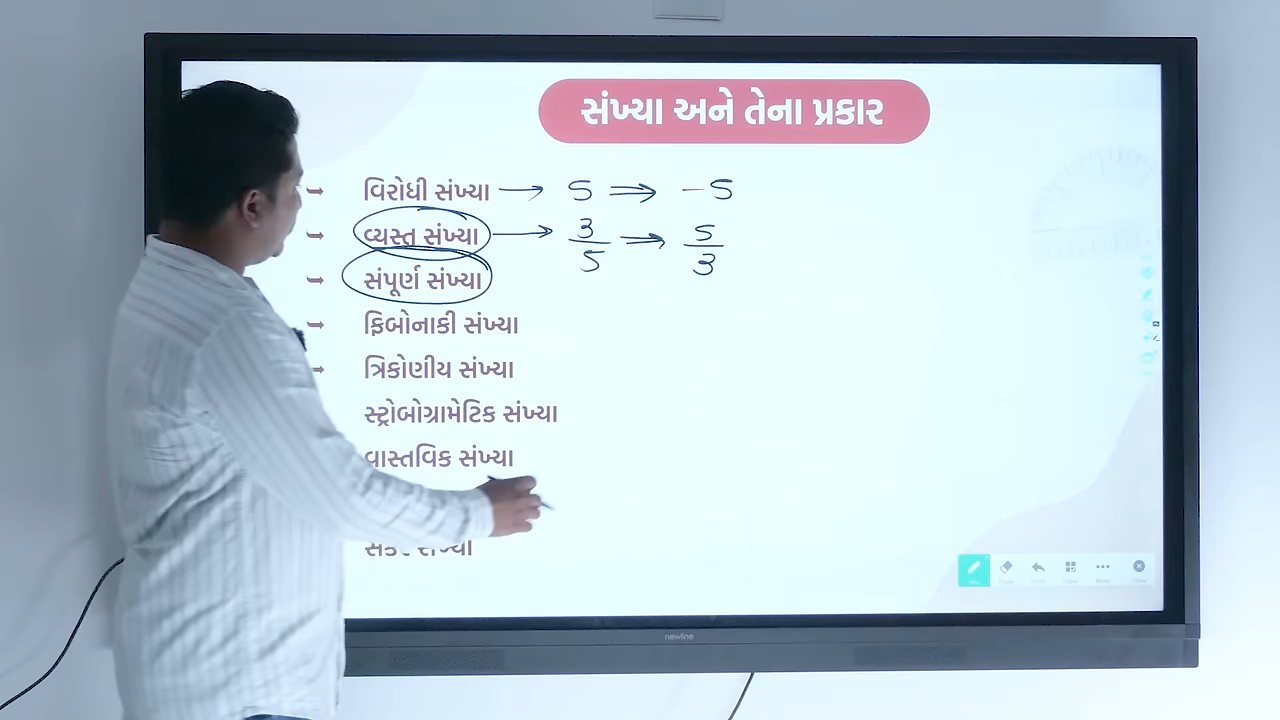 સંખ્યા અને તેના પ્રકાર
વિરોધી સંખ્યા → 5 ⇒ -5
વ્યસ્ત સંખ્યા → 3/5 ⇒ 5/3
સંપૂર્ણ સંખ્યા
ફિબોનાકી સંખ્યા
ત્રિકોણીય સંખ્યા
સ્ટ્રોબોગ્રામેટિક સંખ્યા
વાસ્તવિક સંખ્યા
સંખ્યા
newline